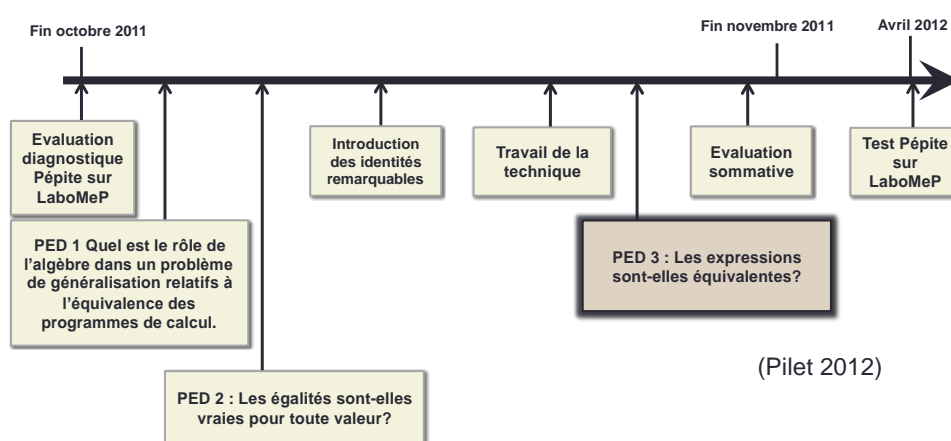 Fin octobre 2011
Fin novembre 2011
Avril 2012
Evaluation
diagnostique
Pépite sur
LaboMeP
Introduction
des identités
remarquables
Travail de la
technique
Evaluation
sommative
Test Pépite
sur
LaboMeP
PED 1 Quel est le rôle de
l'algèbre dans un problème
de généralisation relatifs à
l'équivalence des
programmes de calcul.
PED 3 : Les expressions
sont-elles équivalentes?
(Pilet 2012)
PED 2 : Les égalités sont-elles
vraies pour toute valeur?